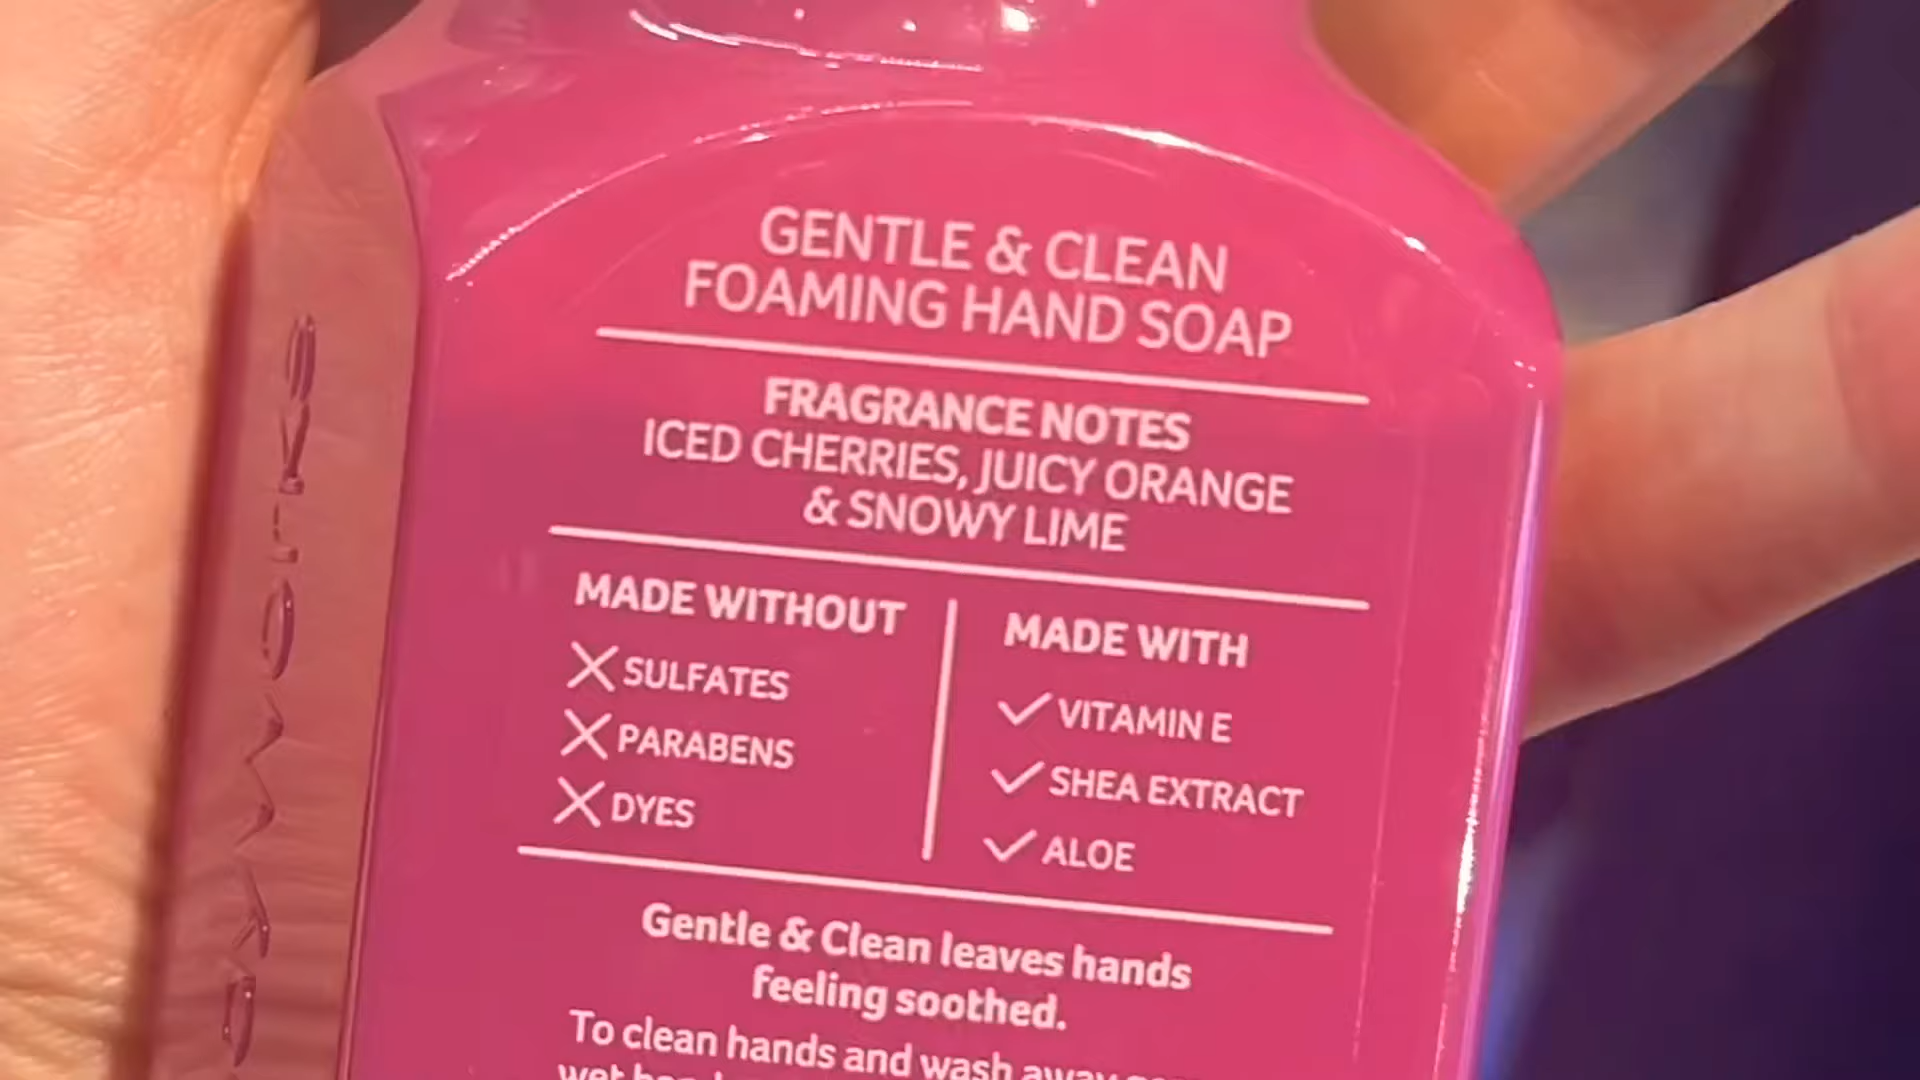 GENTLE & CLEAN
FOAMING HAND SOAP
FRAGRANCE NOTES
ICED CHERRIES, JUICY ORANGE
& SNOWY LIME
MADE WITHOUT
SULFATES
PARABENS
DYES
MADE WITH
VITAMIN E
SHEA EXTRACT
ALOE
Gentle & Clean leaves hands
feeling soothed.
To clean hands and wash away
wet